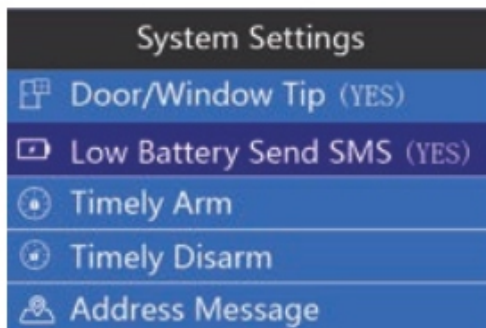 System Settings
Door/Window Tip (YES)
Low Battery Send SMS (YES)
Timely Arm
Timely Disarm
Address Message